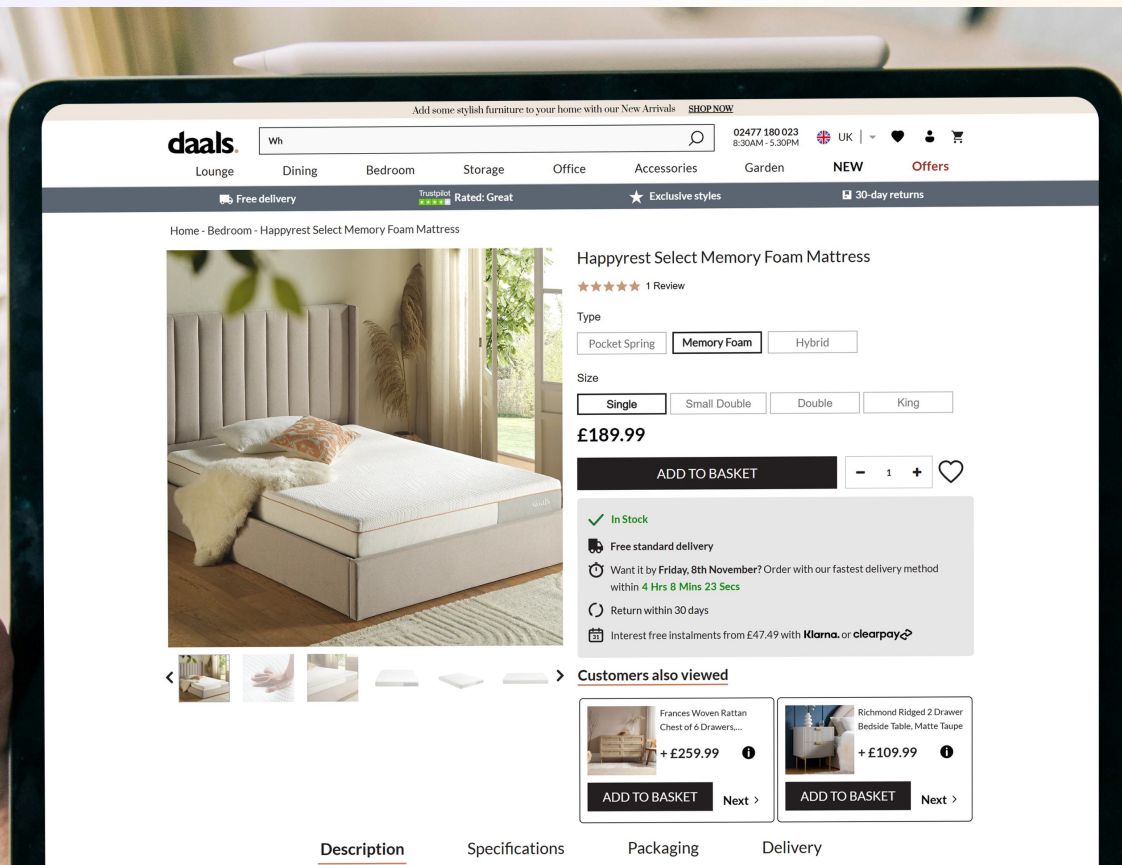 Add some stylish furniture to your home with our New Arrivals SHOP NOW
daals.
Wh
02477 180 023
8:30AM - 5.30PM
UK
Lounge Dining Bedroom Storage Office Accessories Garden NEW Offers
Free delivery
Trustpilot
Rated: Great
Exclusive styles
30-day returns
Home - Bedroom - Happyrest Select Memory Foam Mattress
Happyrest Select Memory Foam Mattress
1 Review
Type
Pocket Spring Memory Foam Hybrid
Size
Single Small Double Double King
£189.99
ADD TO BASKET
- 1 +
In Stock
Free standard delivery
Want it by Friday, 8th November? Order with our fastest delivery method
within 4 Hrs 8 Mins 23 Secs
Return within 30 days
31
Interest free instalments from £47.49 with Klarna. or clearpay
daals
Customers also viewed
Frances Woven Rattan
Chest of 6 Drawers,...
+ £259.99
ADD TO BASKET Next >
Richmond Ridged 2 Drawer
Bedside Table, Matte Taupe
+ £109.99
ADD TO BASKET Next >
Description Specifications Packaging Delivery